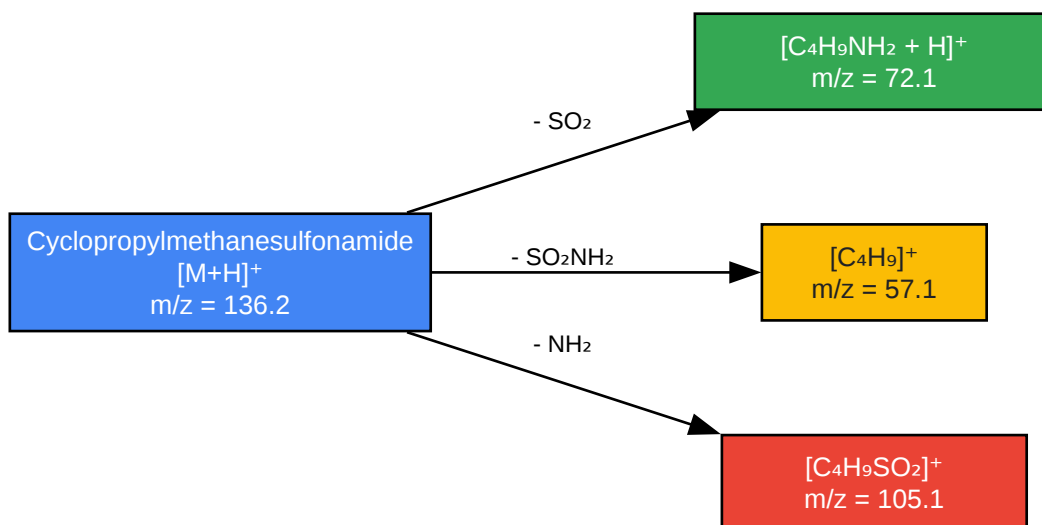 [C₄H₉NH₂ + H]⁺
m/z = 72.1
- SO₂
Cyclopropylmethanesulfonamide
[M+H]⁺
m/z = 136.2
- SO₂NH₂
[C₄H₉]⁺
m/z = 57.1
- NH₂
[C₄H₉SO₂]⁺
m/z = 105.1